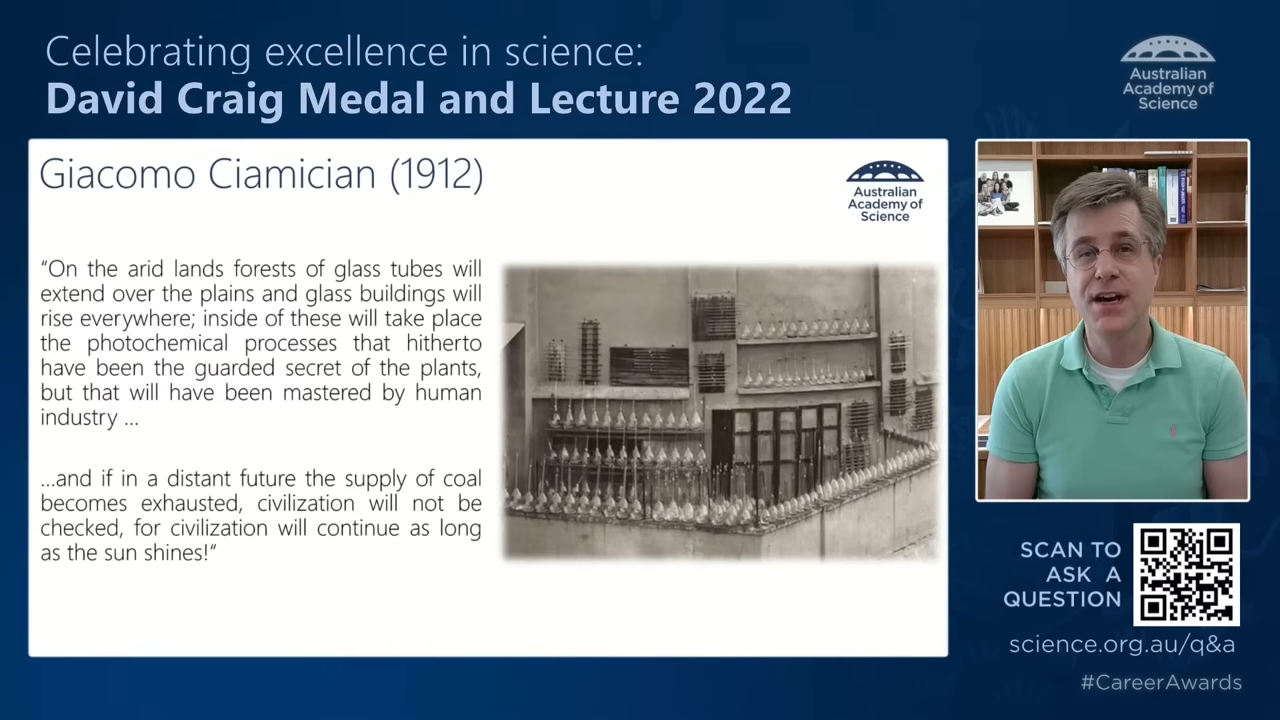 Celebrating excellence in science:
David Craig Medal and Lecture 2022
Australian
Academy of
Science
Giacomo Ciamician (1912)
Australian
Academy of
Science
“On the arid lands forests of glass tubes will
extend over the plains and glass buildings will
rise everywhere; inside of these will take place
the photochemical processes that hitherto
have been the guarded secret of the plants,
but that will have been mastered by human
industry ...
...and if in a distant future the supply of coal
becomes exhausted, civilization will not be
checked, for civilization will continue as long
as the sun shines!“
SCAN TO
ASK A
QUESTION
science.org.au/q&a
#CareerAwards